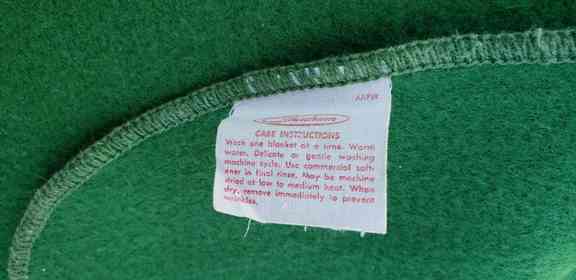 CARE INSTRUCTIONS
Wash one blanket at a time. Warm
water. Delicate or gentle washing
machine cycle. Use commercial soft-
ener in final rinse. May be machine
dried at low to medium heat. When
dry, remove immediately to prevent
wrinkles.